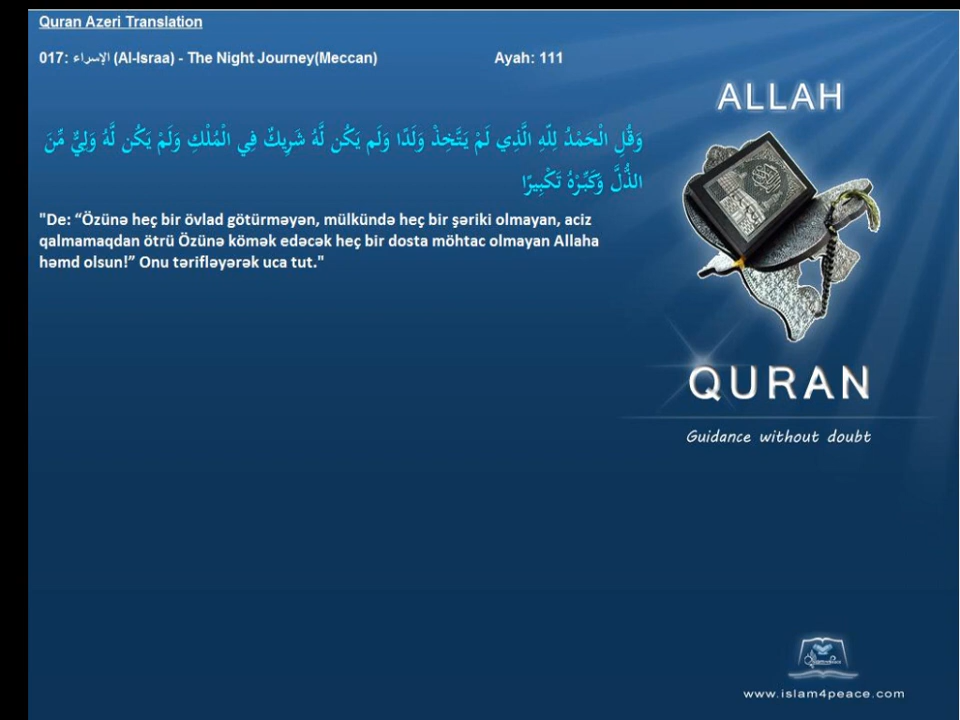 Quran Azeri Translation
017: الإسراء (Al-Israa) - The Night Journey(Meccan) Ayah: 111
ALLAH
وَقُلِ الْحَمْدُ لِلّهِ الَّذِي لَمْ يَتَّخِذْ وَلَدًا وَلَم يَكُن لَّهُ شَرِيكٌ فِي الْمُلْكِ وَلَمْ يَكُن لَّهُ وَلِيٌّ مِّنَ
الذُّلَّ وَكَبِّرْهُ تَكْبِيرًا
"De: “Özünə heç bir övlad götürməyən, mülkündə heç bir şəriki olmayan, aciz
qalmamaqdan ötrü Özünə kömək edəcək heç bir dosta möhtac olmayan Allaha
həmd olsun!” Onu tərifləyərək uca tut."
QURAN
Guidance without doubt
www.islam4peace.com